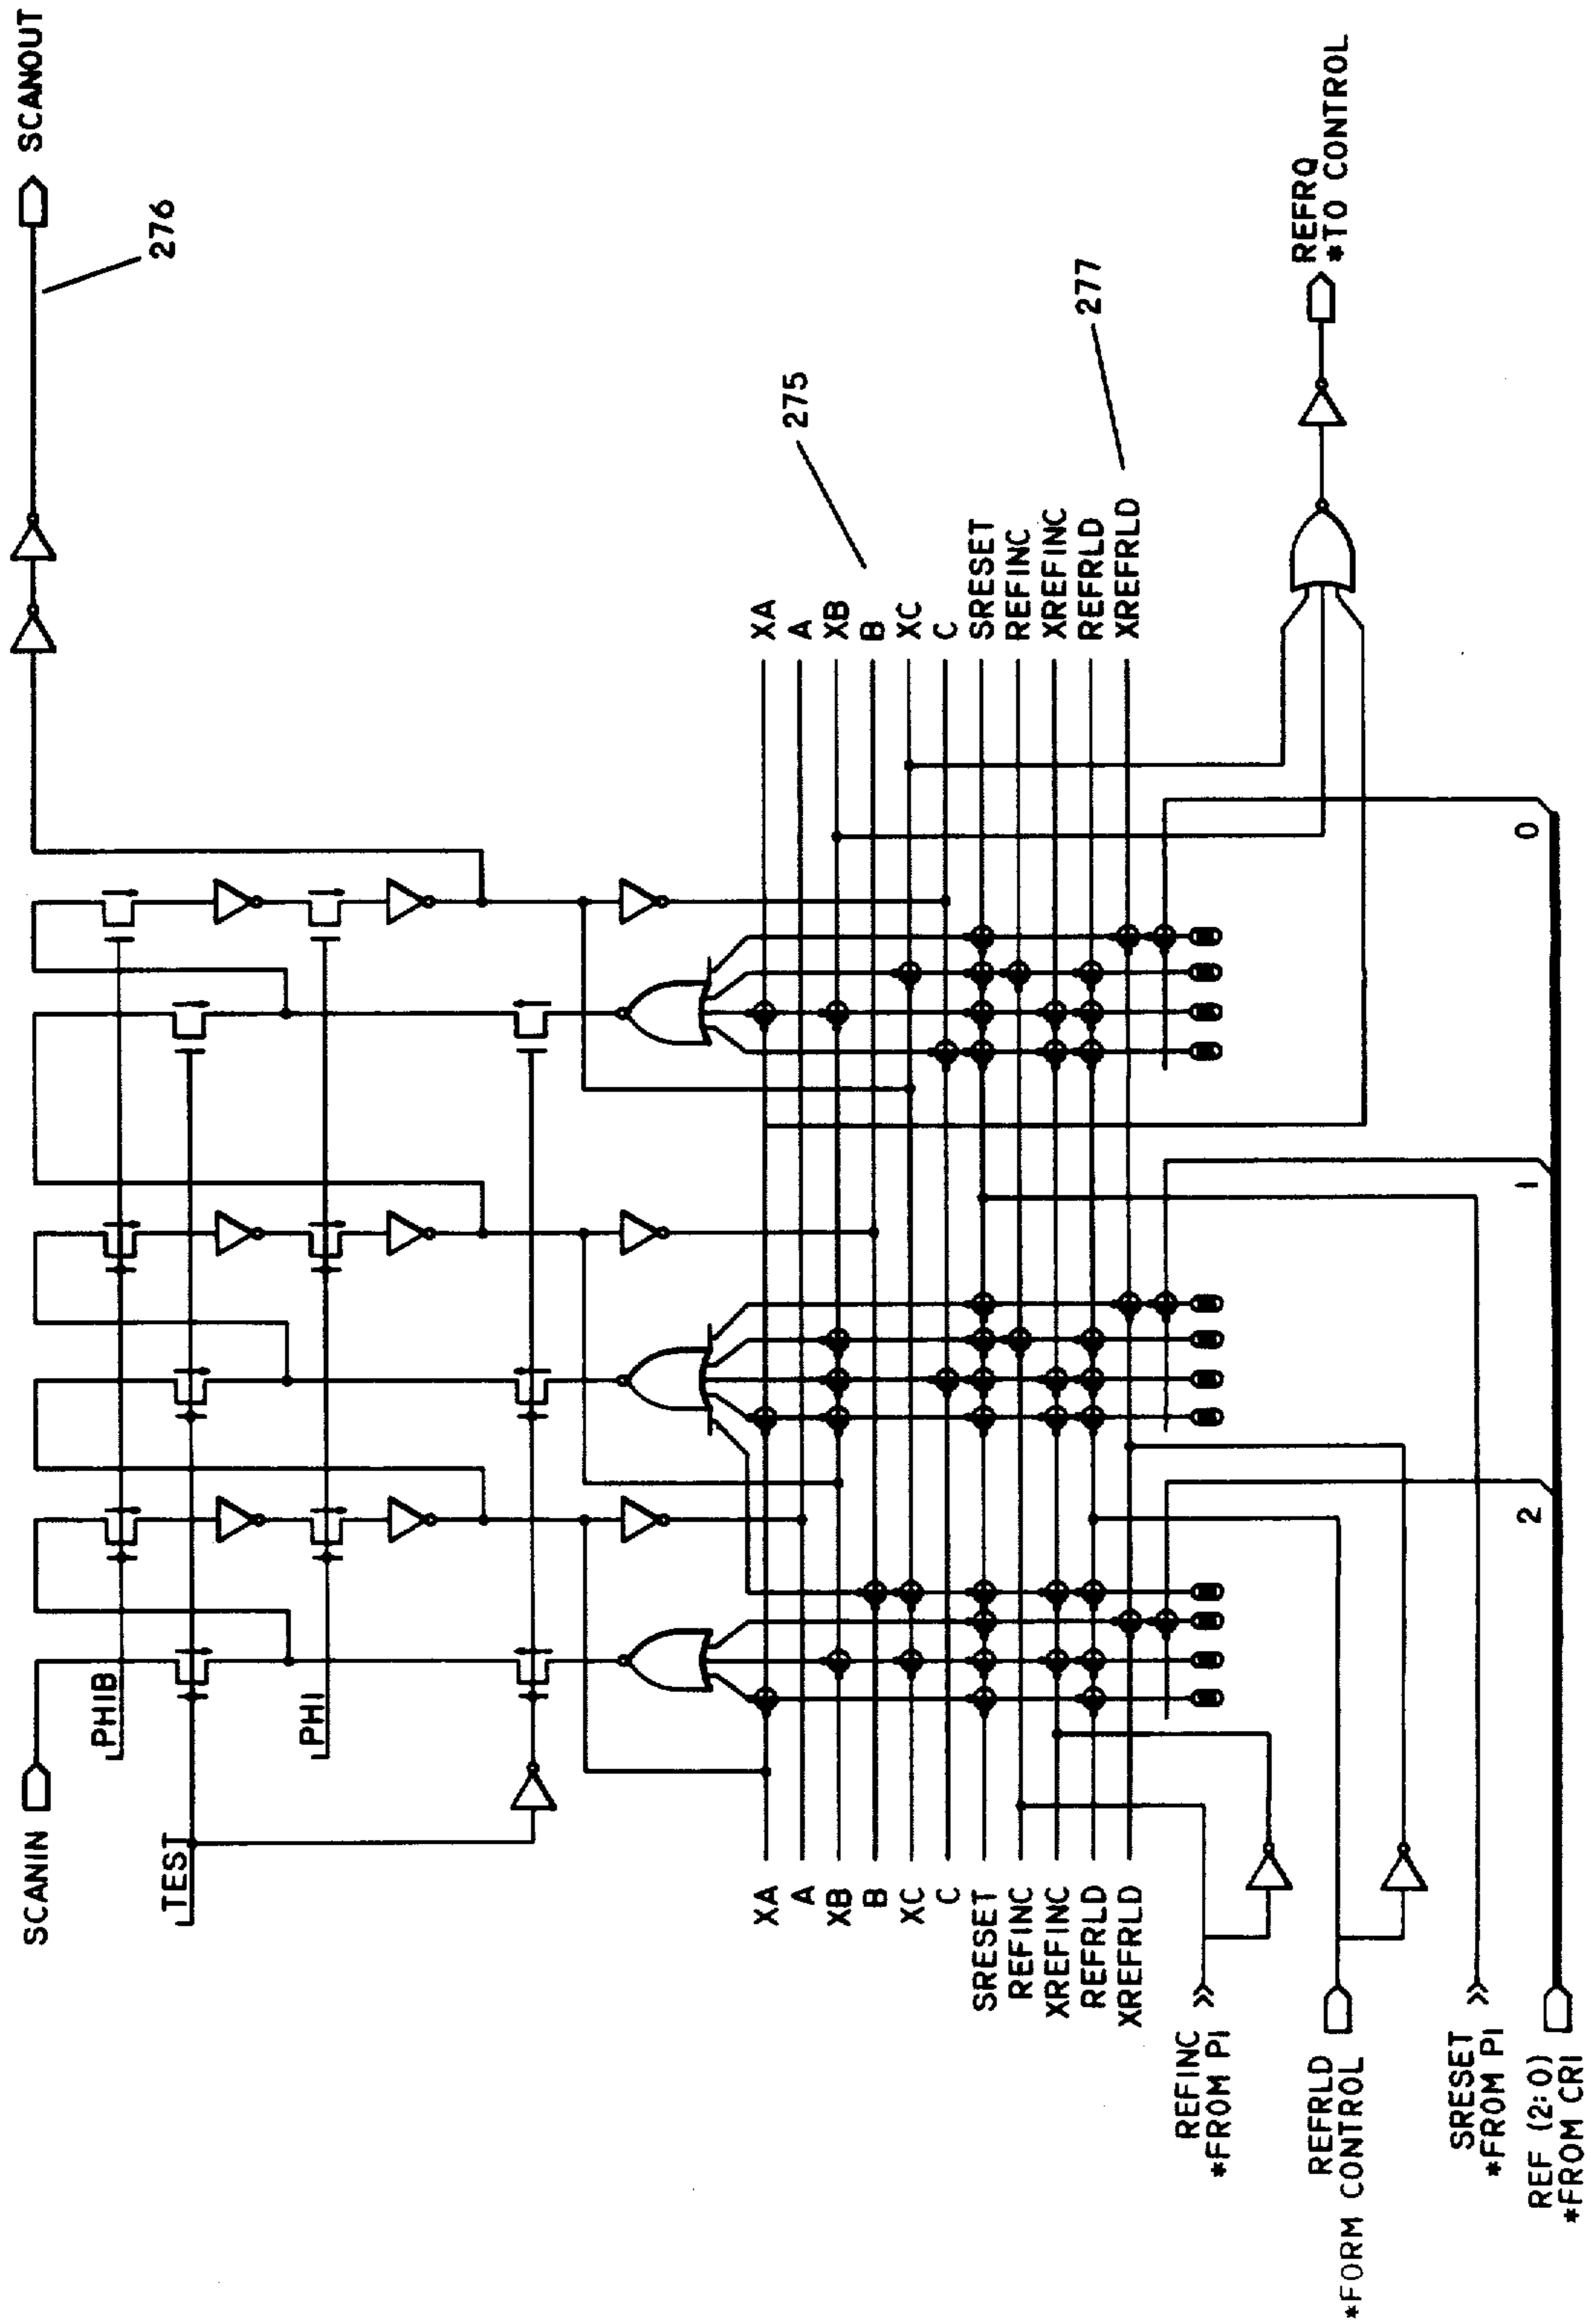 SCANIN
SCANOUT
276
PHIB
TEST
PHI
275
277
XA
A
XB
B
XC
C
SRESET
REFINC
XREFINC
REFRLD
XREFRLD
XA
A
XB
B
XC
C
SRESET
REFINC
XREFINC
REFRLD
XREFRLD
REFINC
*FROM PI
REFRLD
*FORM CONTROL
SRESET
*FROM PI
REF (2:0)
*FROM CRI
2
1
0
REFRQ
*TO CONTROL